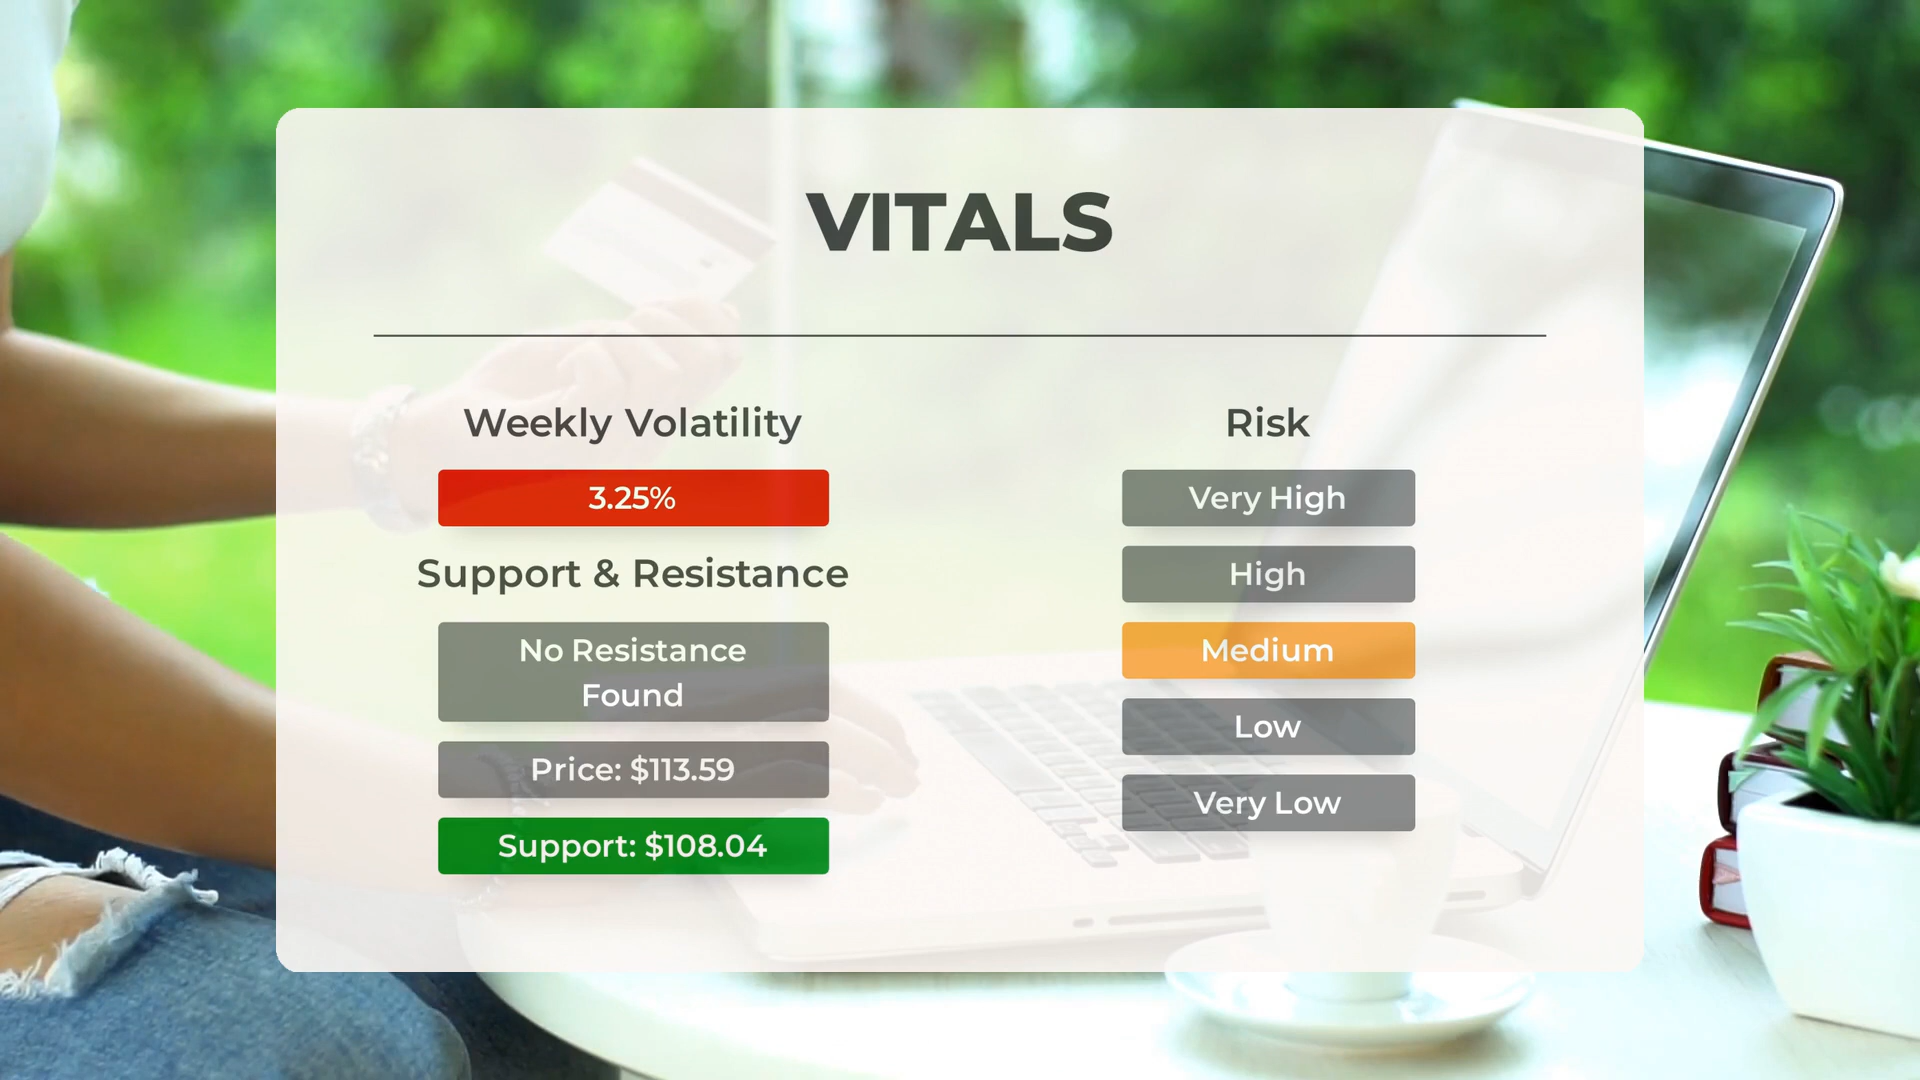 VITALS
Weekly Volatility
3.25%
Support & Resistance
No Resistance
Found
Price: $113.59
Support: $108.04
Risk
Very High
High
Medium
Low
Very Low